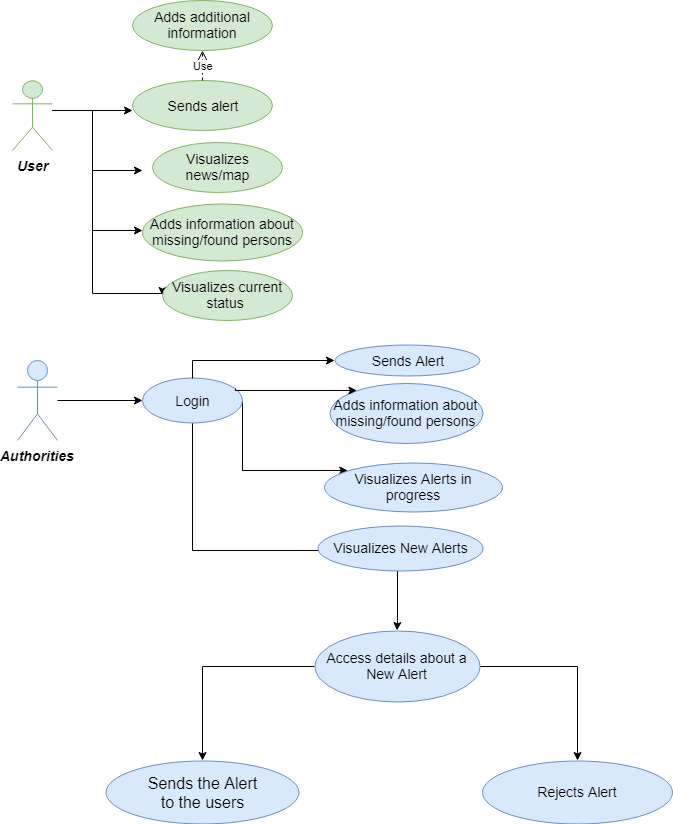 Adds additional
information
Use
Sends alert
User
Visualizes
news/map
Adds information about
missing/found persons
Visualizes current
status
Sends Alert
Login
Adds information about
missing/found persons
Authorities
Visualizes Alerts in
progress
Visualizes New Alerts
Access details about a
New Alert
Sends the Alert
to the users
Rejects Alert